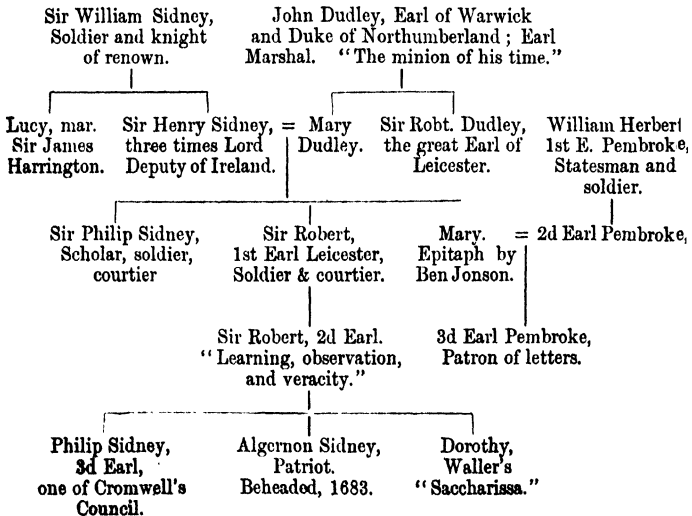 Sir William Sidney,
Soldier and knight
of renown.
John Dudley, Earl of Warwick
and Duke of Northumberland; Earl
Marshal. "The minion of his time."
Lucy, mar.
Sir James
Harrington.
Sir Henry Sidney,
three times Lord
Deputy of Ireland.
=
Mary
Dudley.
Sir Robt. Dudley,
the great Earl of
Leicester.
William Herbert
1st E. Pembroke,
Statesman and
soldier.
Sir Philip Sidney,
Scholar, soldier,
courtier
Sir Robert,
1st Earl Leicester,
Soldier & courtier.
Mary.
Epitaph by
Ben Jonson.
=
2d Earl Pembroke,
Sir Robert, 2d Earl.
"Learning, observation,
and veracity."
3d Earl Pembroke,
Patron of letters.
Philip Sidney,
3d Earl,
one of Cromwell's
Council.
Algernon Sidney,
Patriot.
Beheaded, 1683.
Dorothy,
Waller's
"Saccharissa."